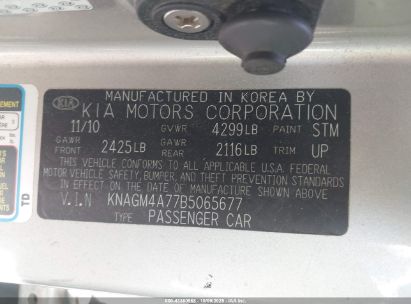 MANUFACTURED IN KOREA BY
KIA KIA MOTORS CORPORATION
11/10 GVWR 4299LB PAINT STM
GAWR FRONT 2425LB GAWR REAR 2116LB TRIM UP
THIS VEHICLE CONFORMS TO ALL APPLICABLE U.S.A. FEDERAL
MOTOR VEHICLE SAFETY, BUMPER, AND THEFT PREVENTION STANDARDS
IN EFFECT ON THE DATE OF MANUFACTURE SHOWN ABOVE.
V.I.N KNAGM4A77B5065677
TYPE PASSENGER CAR
TD